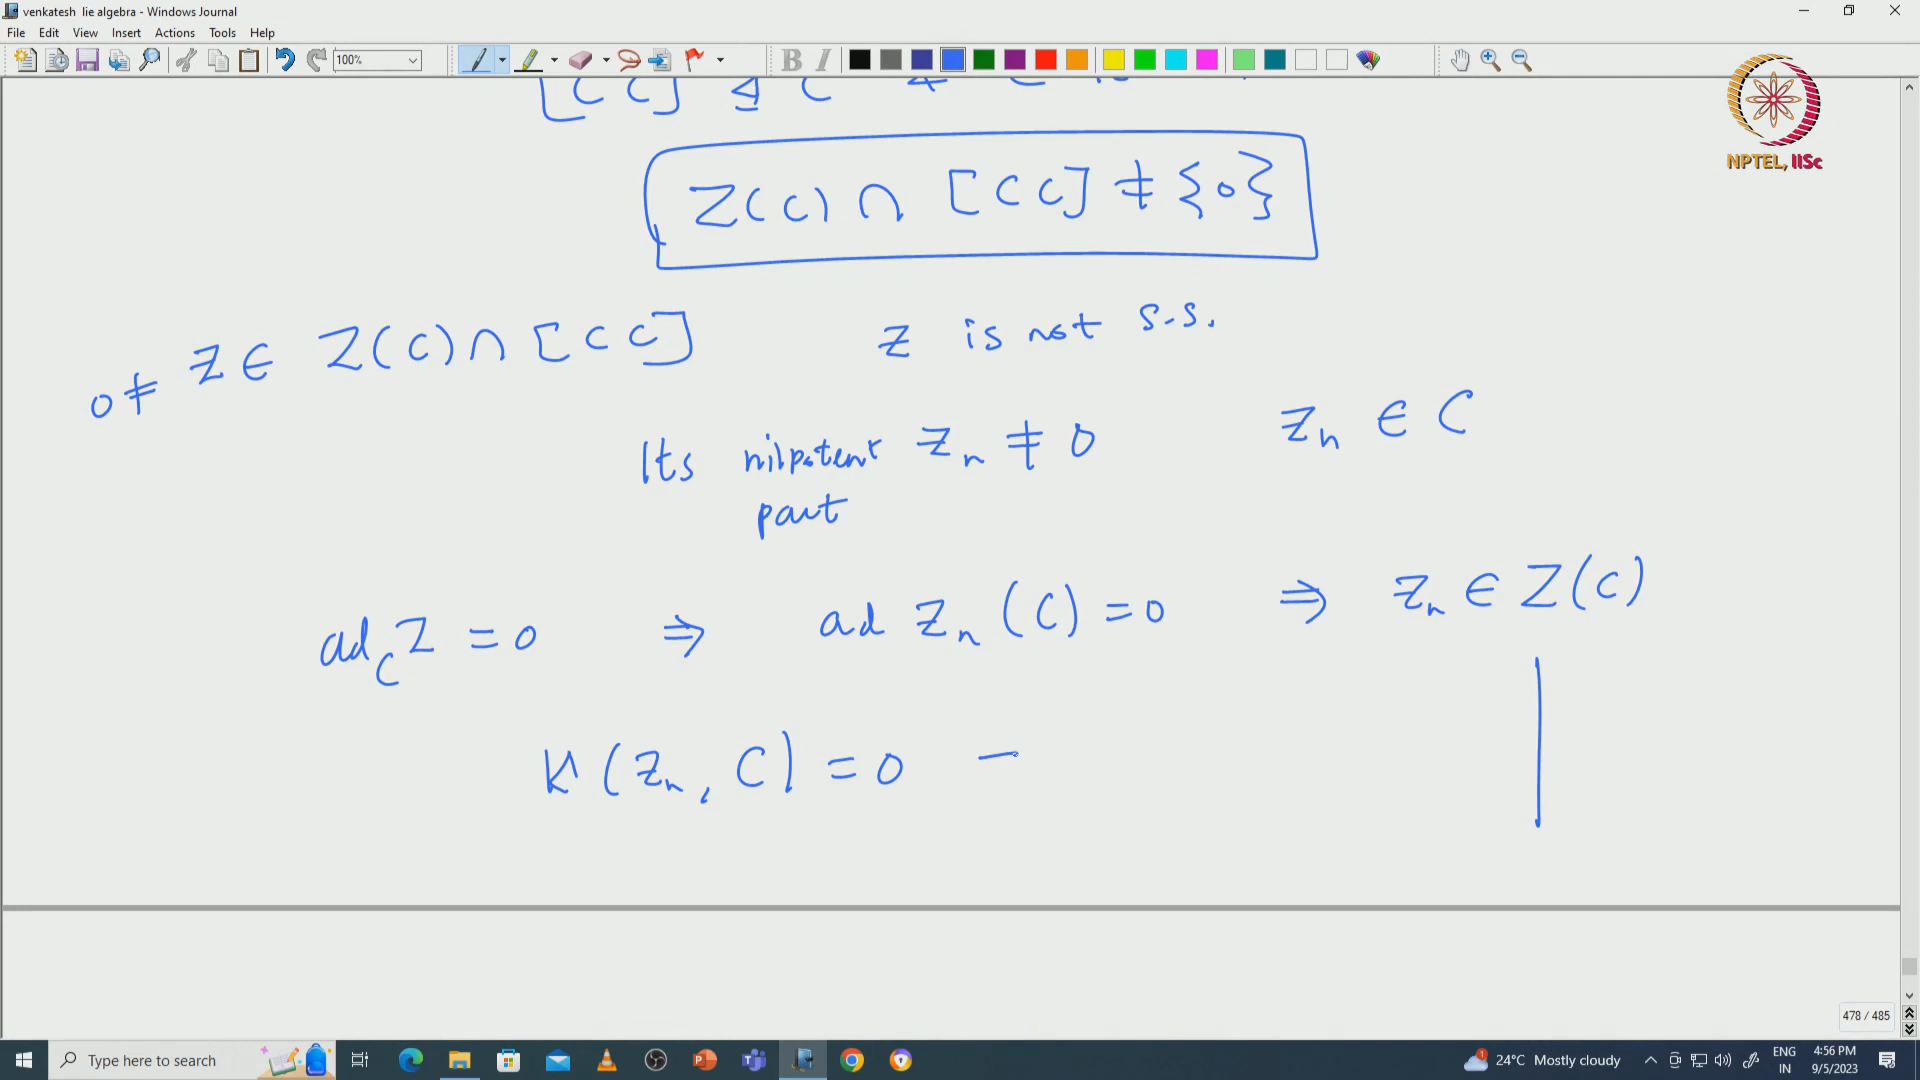 venkatesh lie algebra - Windows Journal
File Edit View Insert Actions Tools Help
100%
B I
[C C] ⊴ C
NPTEL, IISc
Z(C) ∩ [C C] ≠ {0}
0 ≠ z ∈ Z(C) ∩ [C C] z is not s.s.
Its nilpotent z_n ≠ 0 z_n ∈ C
part
ad_C z = 0 ⇒ ad z_n (C) = 0 ⇒ z_n ∈ Z(C)
K(z_n, C) = 0 –
478 / 485
Type here to search
24°C Mostly cloudy
ENG
IN
4:56 PM
9/5/2023